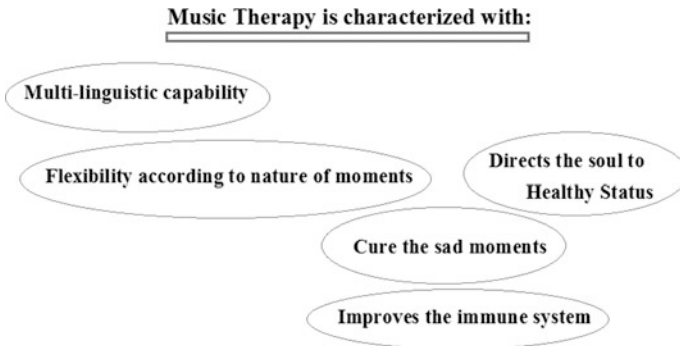 Music Therapy is characterized with:
Multi-linguistic capability
Flexibility according to nature of moments
Directs the soul to
Healthy Status
Cure the sad moments
Improves the immune system